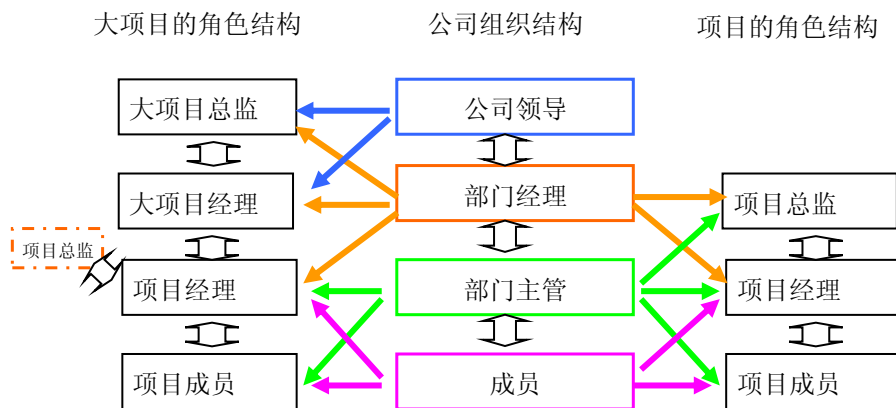 大项目的角色结构
公司组织结构
项目的角色结构
大项目总监
公司领导
大项目经理
部门经理
项目总监
项目总监
项目经理
部门主管
项目经理
项目成员
成员
项目成员